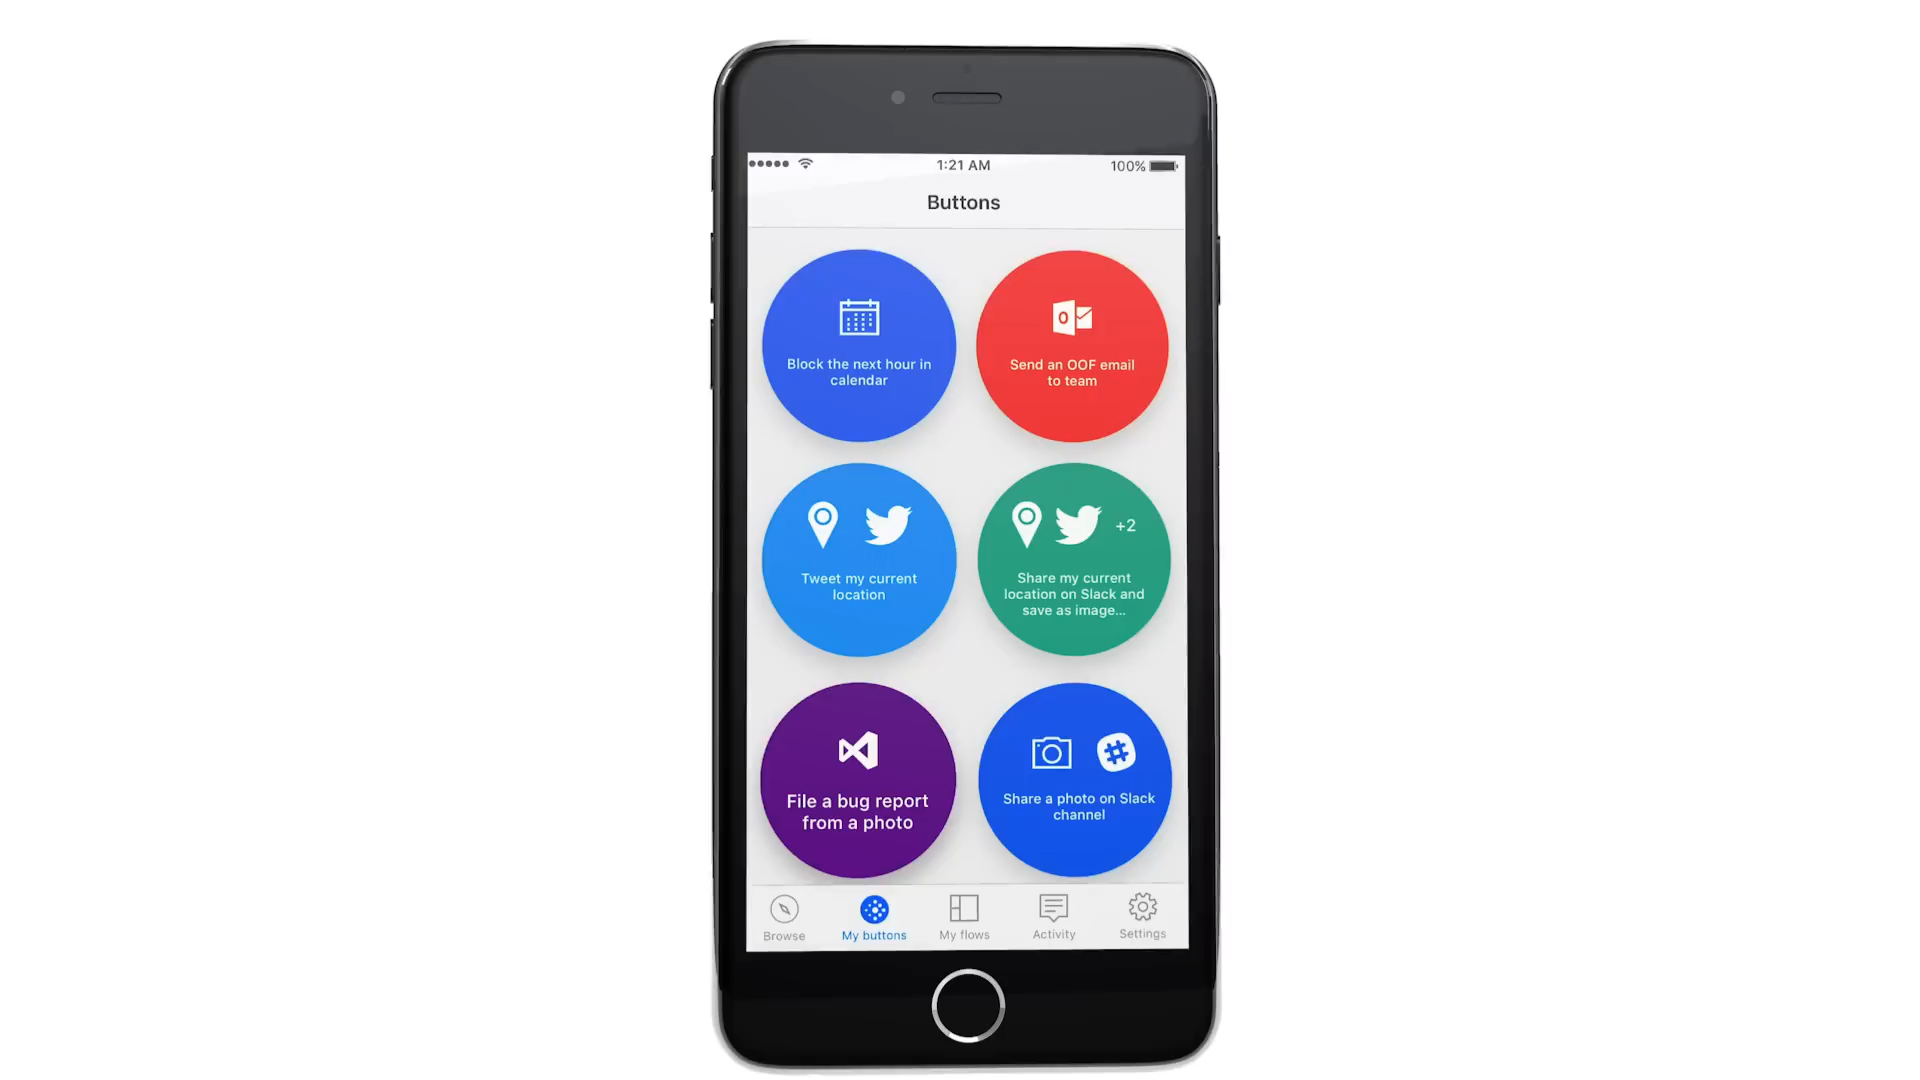 1:21 AM
100%
Buttons
Block the next hour in
calendar
Send an OOF email
to team
Tweet my current
location
+2
Share my current
location on Slack and
save as image...
File a bug report
from a photo
Share a photo on Slack
channel
Browse
My buttons
My flows
Activity
Settings